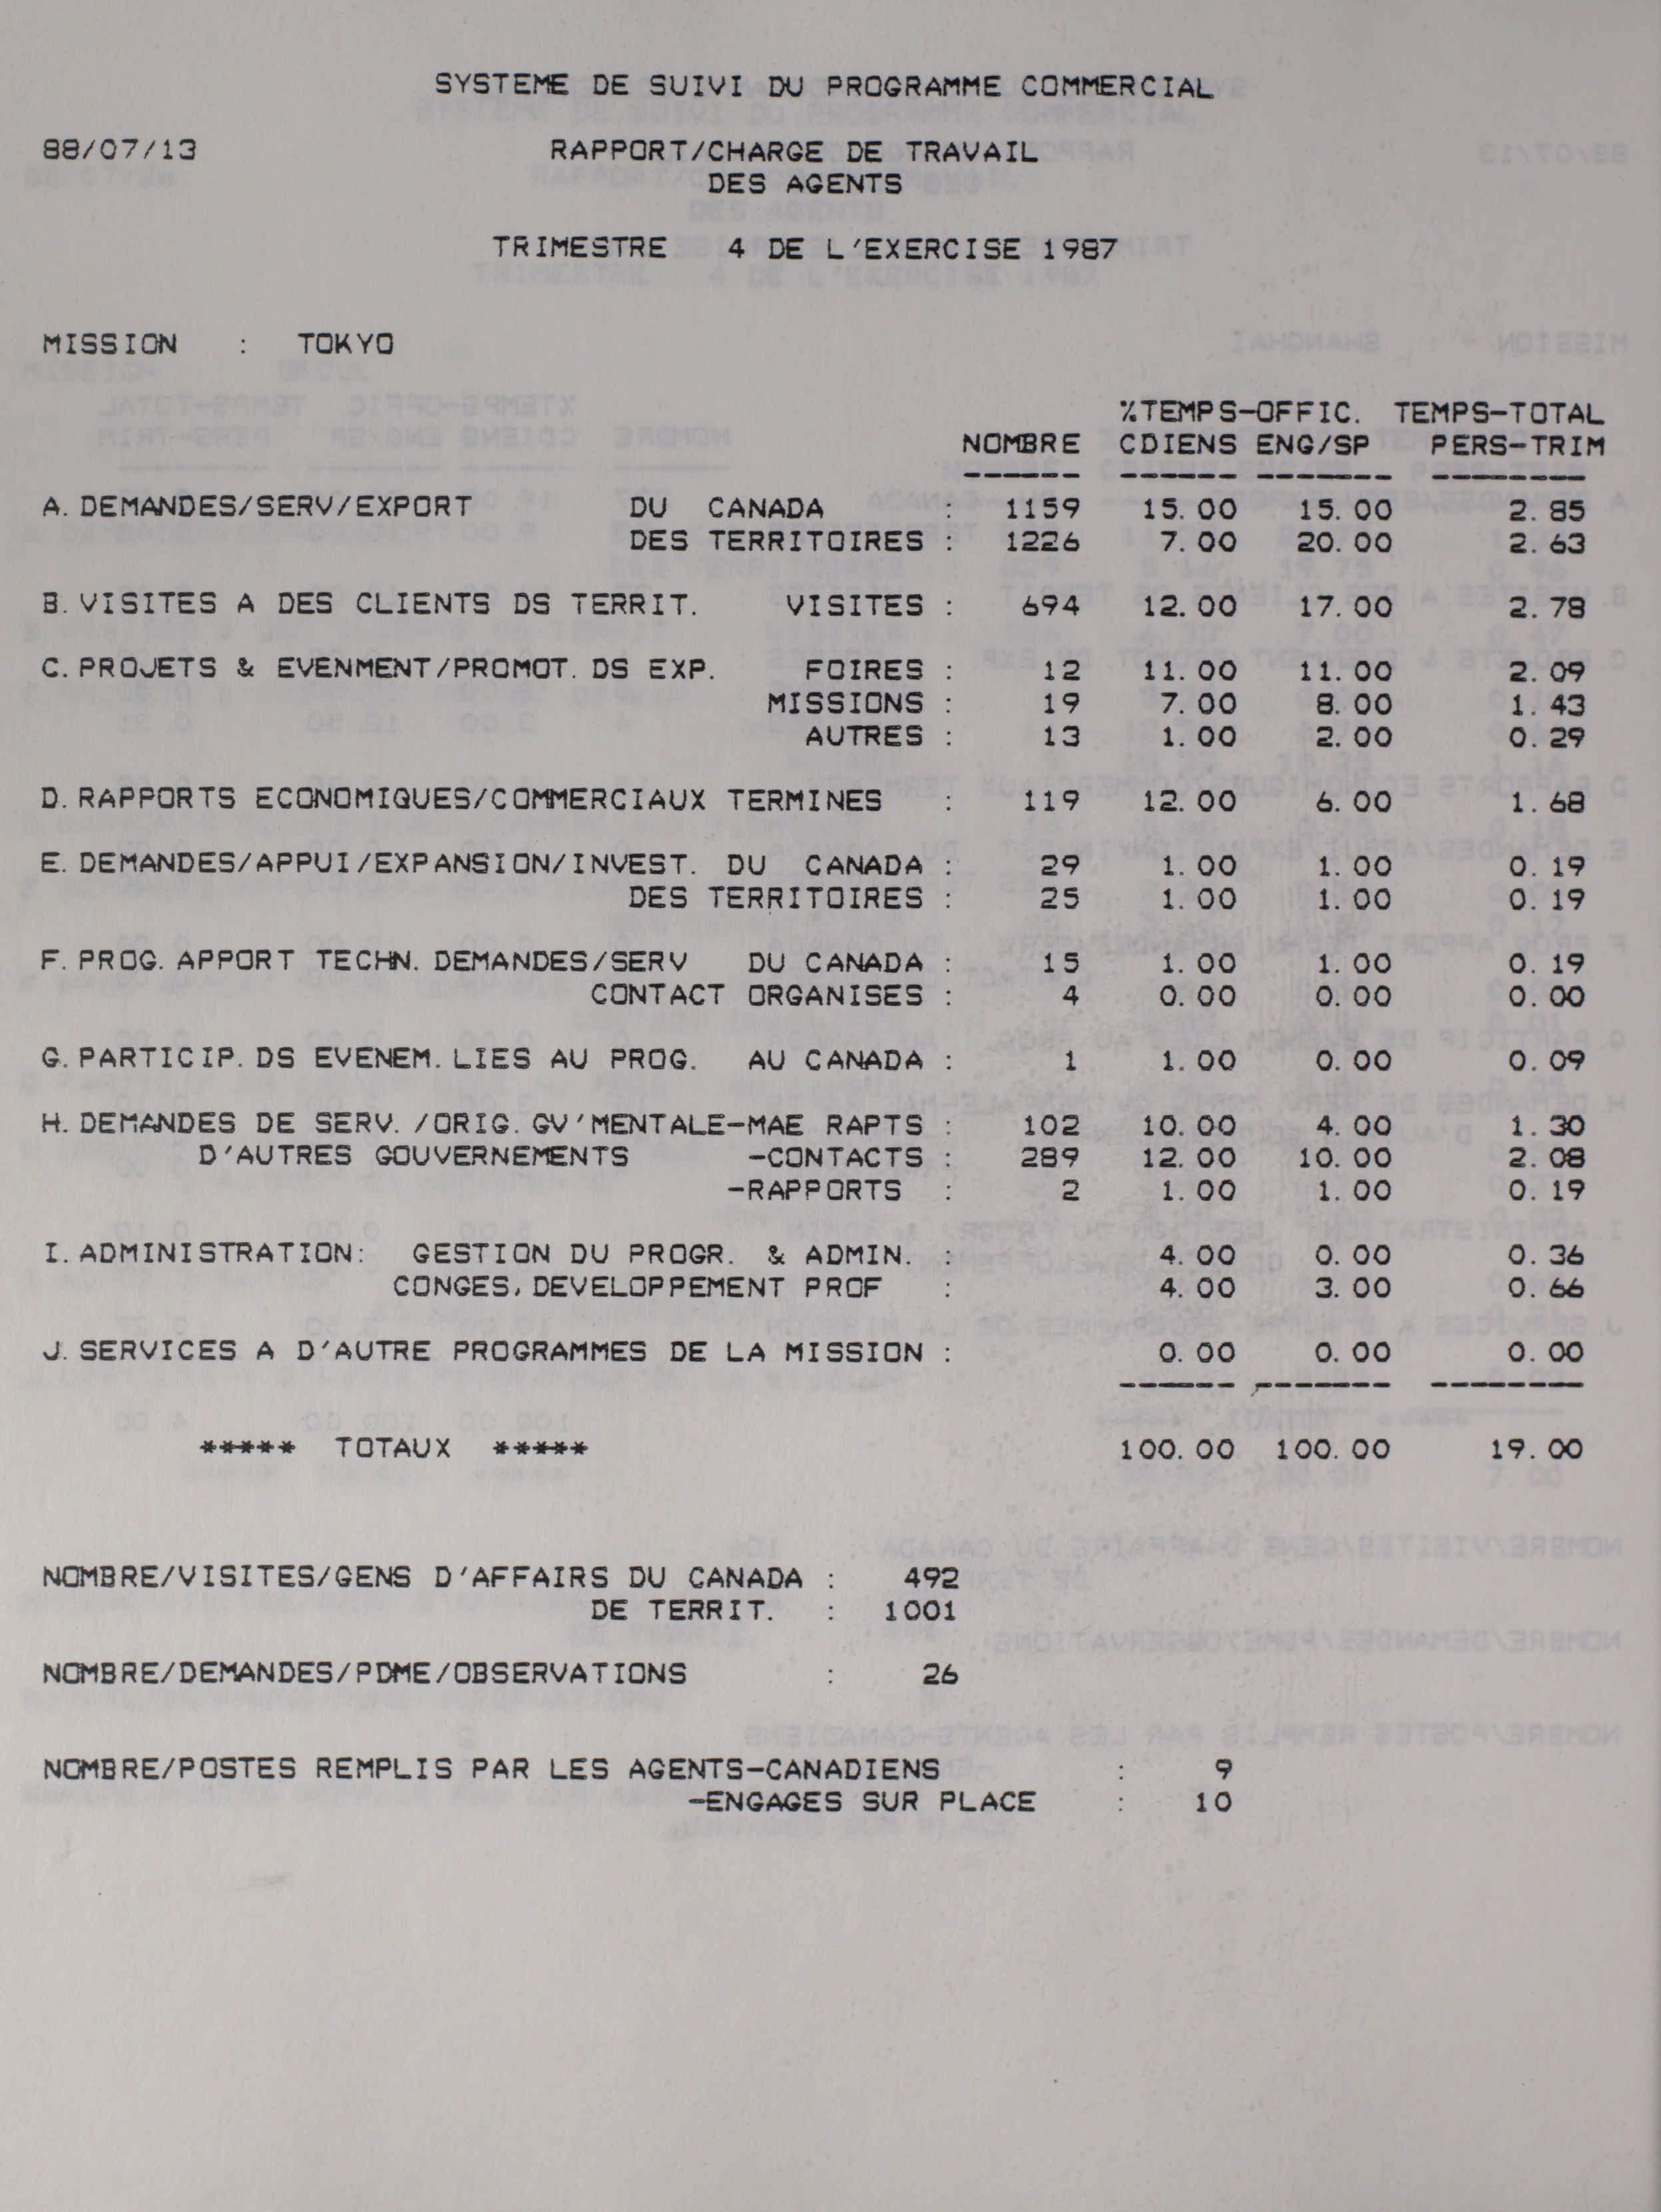 SYSTEME DE SUIVI DU PROGRAMME COMMERCIAL
88/07/13 RAPPORT/CHARGE DE TRAVAIL
DES AGENTS
TRIMESTRE 4 DE L'EXERCISE 1987
MISSION : TOKYO
%TEMPS-OFFIC. TEMPS-TOTAL
NOMBRE CDIENS ENG/SP PERS-TRIM
------ ------ ------- --------
A. DEMANDES/SERV/EXPORT DU CANADA : 1159 15.00 15.00 2.85
DES TERRITOIRES : 1226 7.00 20.00 2.63
B. VISITES A DES CLIENTS DS TERRIT. VISITES : 694 12.00 17.00 2.78
C. PROJETS & EVENMENT/PROMOT. DS EXP. FOIRES : 12 11.00 11.00 2.09
MISSIONS : 19 7.00 8.00 1.43
AUTRES : 13 1.00 2.00 0.29
D. RAPPORTS ECONOMIQUES/COMMERCIAUX TERMINES : 119 12.00 6.00 1.68
E. DEMANDES/APPUI/EXPANSION/INVEST. DU CANADA : 29 1.00 1.00 0.19
DES TERRITOIRES : 25 1.00 1.00 0.19
F. PROG. APPORT TECHN. DEMANDES/SERV DU CANADA : 15 1.00 1.00 0.19
CONTACT ORGANISES : 4 0.00 0.00 0.00
G. PARTICIP. DS EVENEM. LIES AU PROG. AU CANADA : 1 1.00 0.00 0.09
H. DEMANDES DE SERV. /ORIG. GV'MENTALE-MAE RAPTS : 102 10.00 4.00 1.30
D'AUTRES GOUVERNEMENTS -CONTACTS : 289 12.00 10.00 2.08
-RAPPORTS : 2 1.00 1.00 0.19
I. ADMINISTRATION: GESTION DU PROGR. & ADMIN. : 4.00 0.00 0.36
CONGES, DEVELOPPEMENT PROF : 4.00 3.00 0.66
J. SERVICES A D'AUTRE PROGRAMMES DE LA MISSION : 0.00 0.00 0.00
------ ------- --------
***** TOTAUX ***** 100.00 100.00 19.00
NOMBRE/VISITES/GENS D'AFFAIRS DU CANADA : 492
DE TERRIT. : 1001
NOMBRE/DEMANDES/PDME/OBSERVATIONS : 26
NOMBRE/POSTES REMPLIS PAR LES AGENTS-CANADIENS : 9
-ENGAGES SUR PLACE : 10